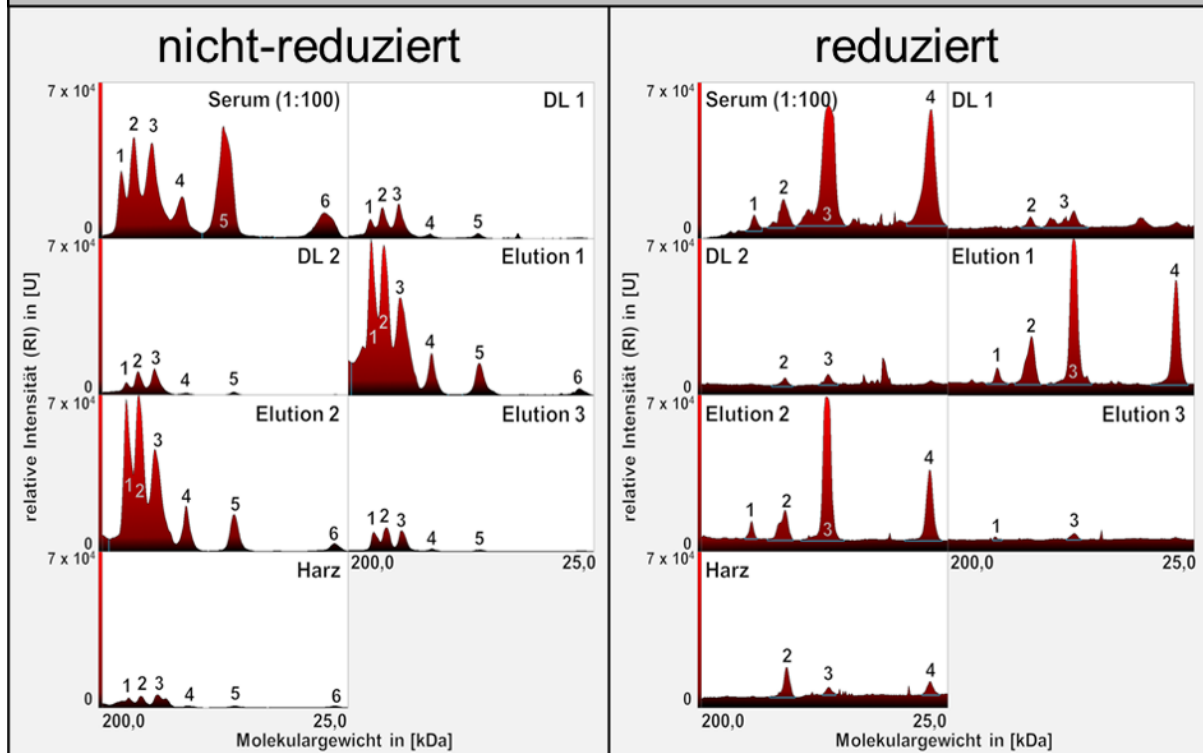 nicht-reduziert
7 x 10⁴
Serum (1:100)
1
2
3
4
5
6
0
DL 1
1
2
3
4
5
7 x 10⁴
DL 2
1
2
3
4
5
0
Elution 1
1
2
3
4
5
6
7 x 10⁴
Elution 2
1
2
3
4
5
6
0
Elution 3
1
2
3
4
5
200,0
25,0
7 x 10⁴
Harz
1
2
3
4
5
6
0
200,0
25,0
relative Intensität (RI) in [U]
Molekulargewicht in [kDa]
reduziert
7 x 10⁴
Serum (1:100)
1
2
3
4
0
DL 1
2
3
7 x 10⁴
DL 2
2
3
0
Elution 1
1
2
3
4
7 x 10⁴
Elution 2
1
2
3
4
0
Elution 3
1
3
200,0
25,0
7 x 10⁴
Harz
2
3
4
0
200,0
25,0
relative Intensität (RI) in [U]
Molekulargewicht in [kDa]